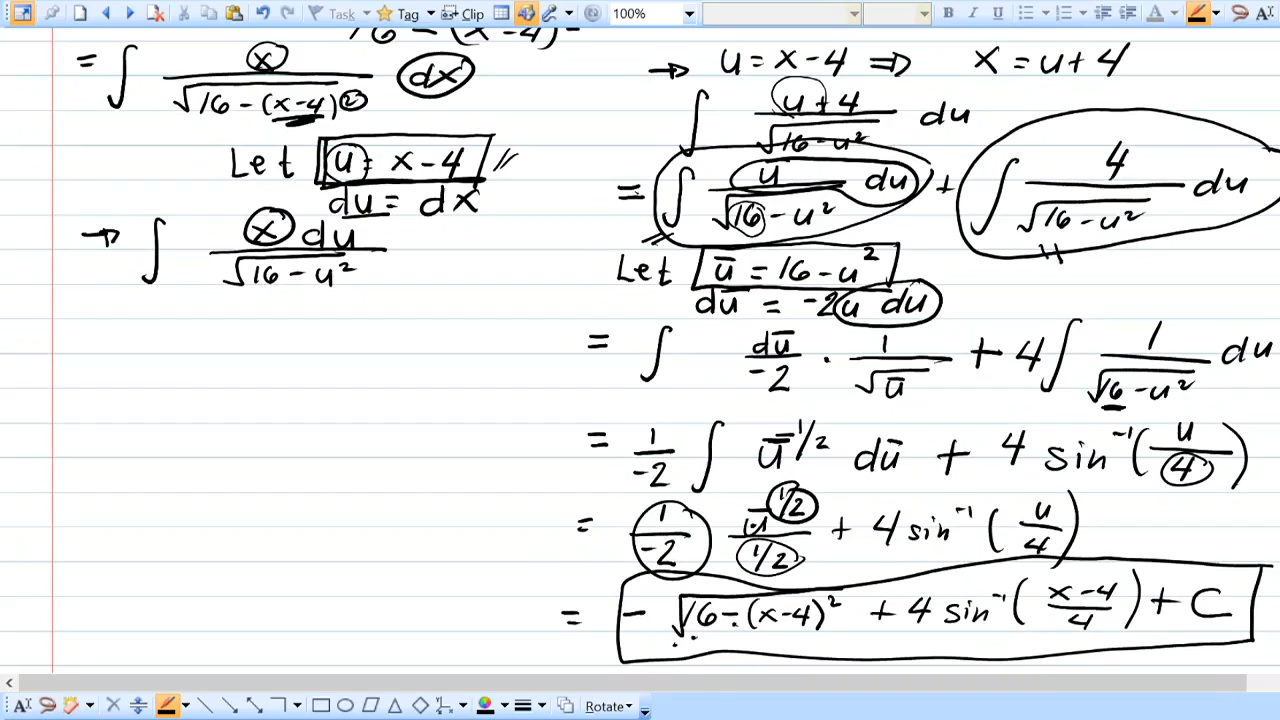 Task Tag Clip 100%
16 - (x-4)²
= ∫ x / √(16 - (x-4)²) dx
Let u = x - 4
du = dx
→ ∫ x du / √(16 - u²)
→ u = x - 4 ⇒ x = u + 4
∫ (u + 4) / √(16 - u²) du
= ∫ u / √(16 - u²) du + ∫ 4 / √(16 - u²) du
Let ū = 16 - u²
dū = -2u du
= ∫ dū/-2 · 1/√ū + 4 ∫ 1 / √(16 - u²) du
= 1/-2 ∫ ū^(-1/2) dū + 4 sin⁻¹(u/4)
= 1/-2 ū^(1/2) / (1/2) + 4 sin⁻¹(u/4)
= - √(16 - (x-4)²) + 4 sin⁻¹((x-4)/4) + C
Rotate